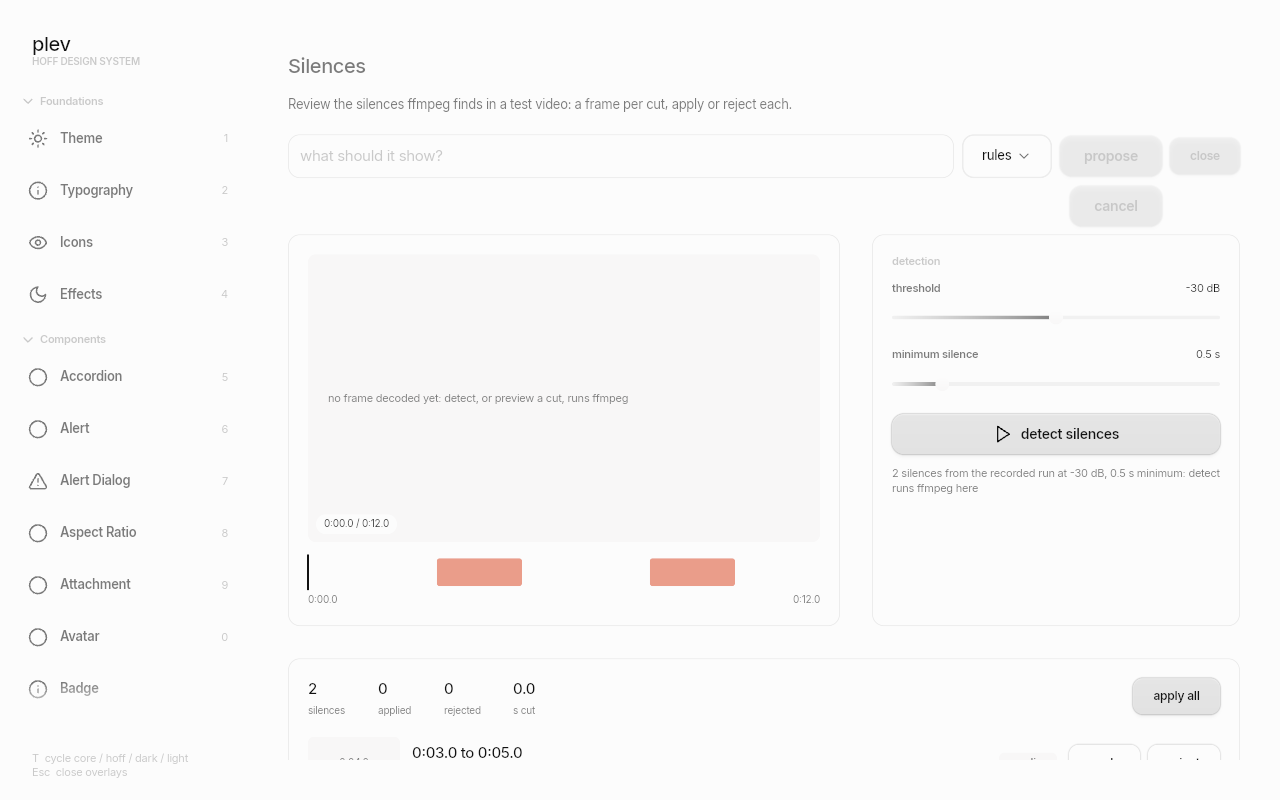 plev
HOFF DESIGN SYSTEM
Foundations
Theme 1
Typography 2
Icons 3
Effects 4
Components
Accordion 5
Alert 6
Alert Dialog 7
Aspect Ratio 8
Attachment 9
Avatar 0
Badge
T cycle core / hoff / dark / light
Esc close overlays
Silences
Review the silences ffmpeg finds in a test video: a frame per cut, apply or reject each.
what should it show?
rules
propose
close
cancel
no frame decoded yet: detect, or preview a cut, runs ffmpeg
0:00.0 / 0:12.0
0:00.0 0:12.0
detection
threshold -30 dB
minimum silence 0.5 s
detect silences
2 silences from the recorded run at -30 dB, 0.5 s minimum: detect
runs ffmpeg here
2 0 0 0.0
silences applied rejected s cut
apply all
0:03.0 to 0:05.0